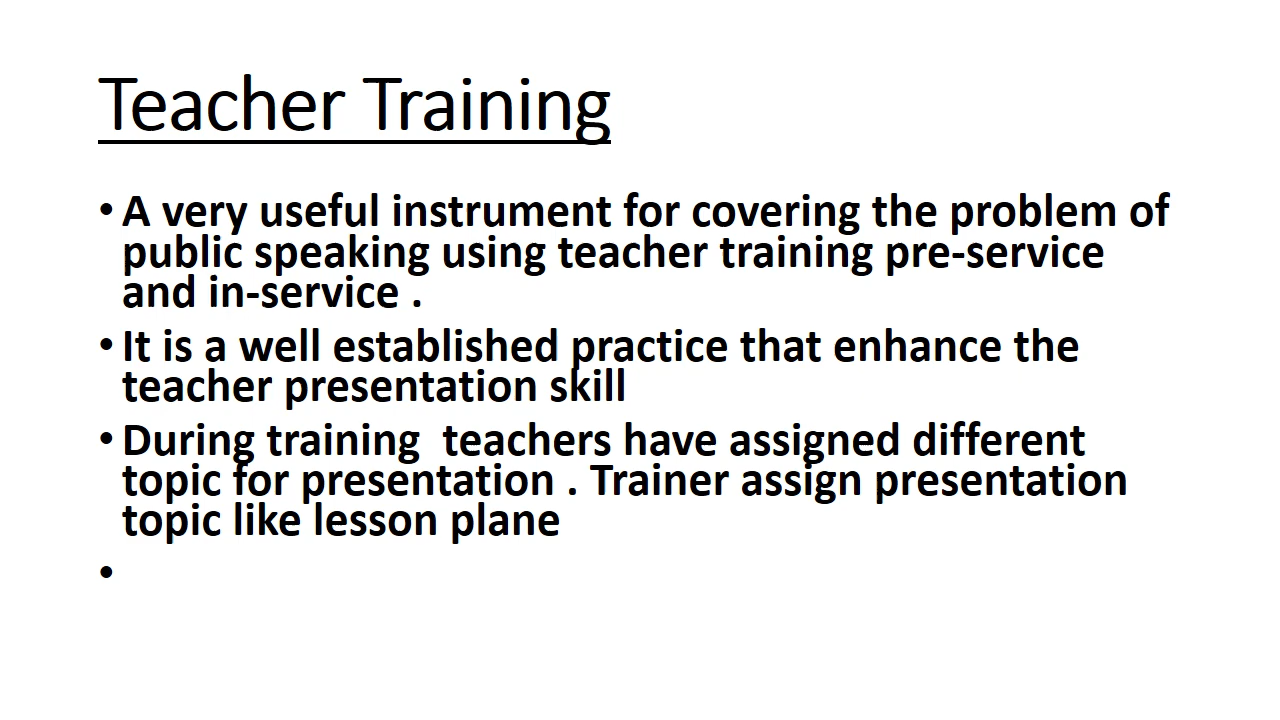 Teacher Training
• A very useful instrument for covering the problem of
public speaking using teacher training pre-service
and in-service .
• It is a well established practice that enhance the
teacher presentation skill
• During training  teachers have assigned different
topic for presentation . Trainer assign presentation
topic like lesson plane
•